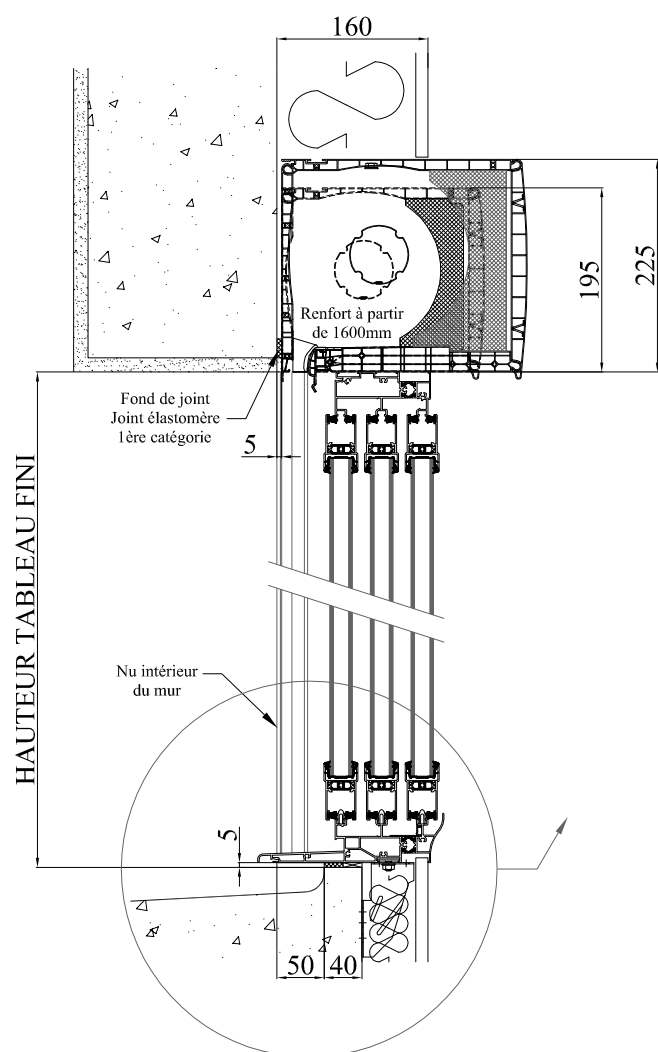 160
195
225
Renfort à partir
de 1600mm
Fond de joint
Joint élastomère
1ère catégorie
5
HAUTEUR TABLEAU FINI
Nu intérieur
du mur
5
50
40